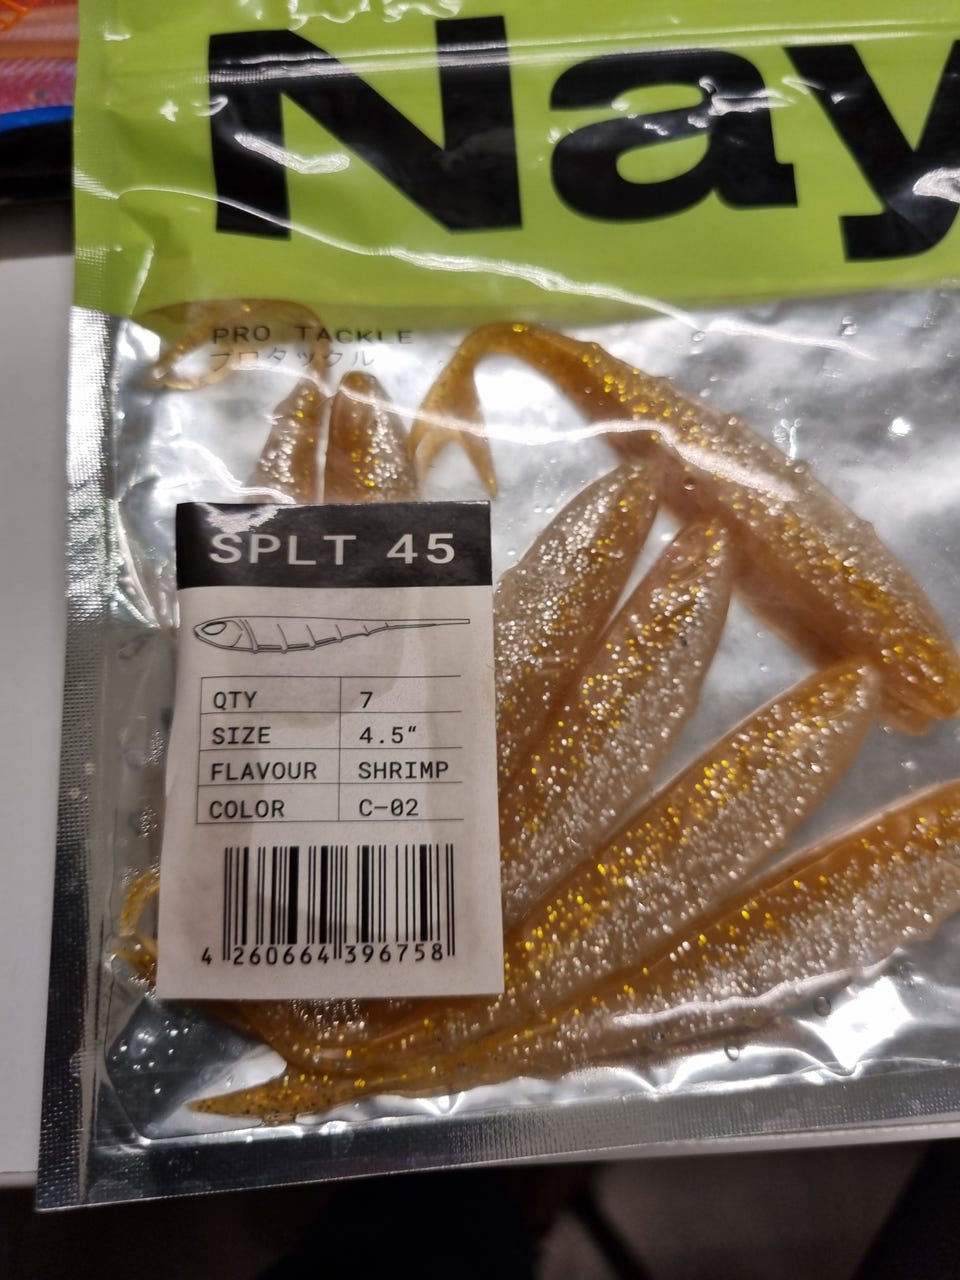 Nay
PRO TACKLE
プロタックル
SPLT 45
QTY 7
SIZE 4.5“
FLAVOUR SHRIMP
COLOR C-02
4 260664 396758